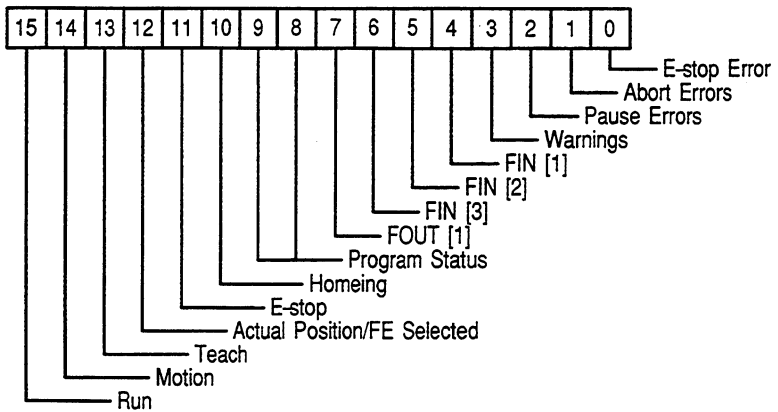 15 14 13 12 11 10 9 8 7 6 5 4 3 2 1 0
E-stop Error
Abort Errors
Pause Errors
Warnings
FIN [1]
FIN [2]
FIN [3]
FOUT [1]
Program Status
Homeing
E-stop
Actual Position/FE Selected
Teach
Motion
Run